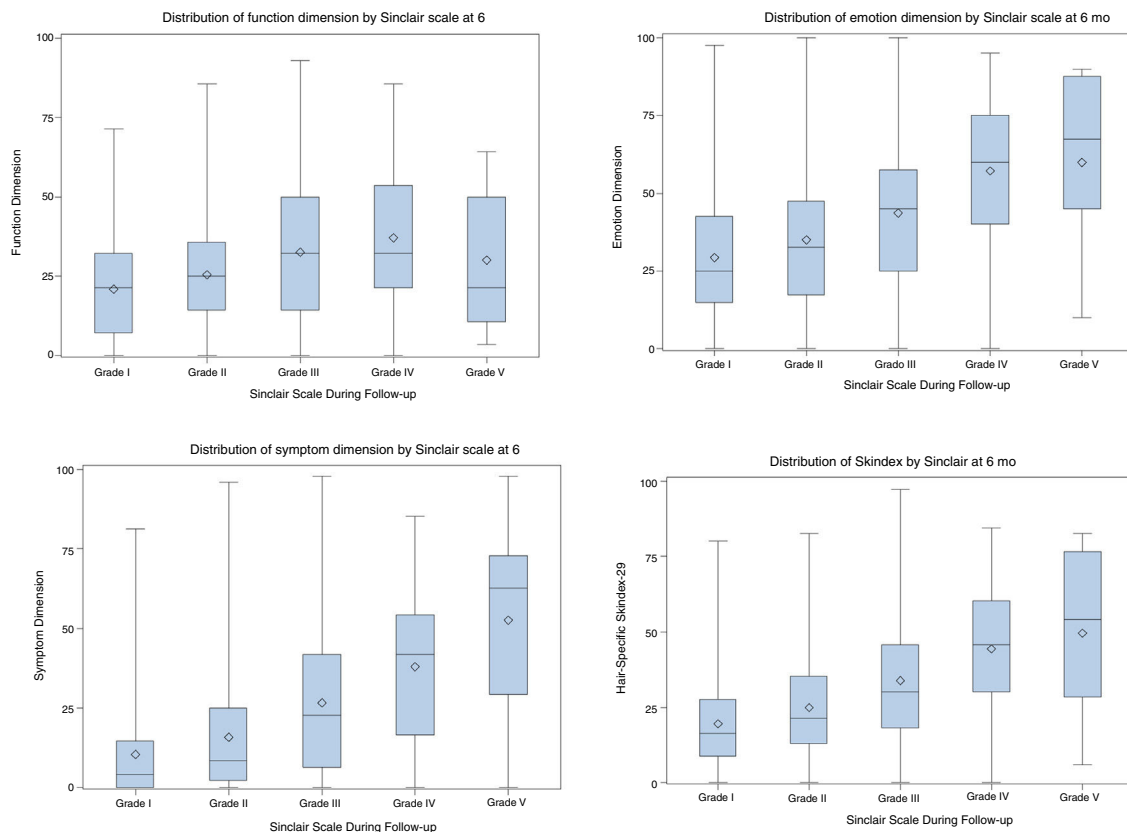 Distribution of function dimension by Sinclair scale at 6
100
75
50
25
0
Function Dimension
Grade I
Grade II
Grade III
Grade IV
Grade V
Sinclair Scale During Follow-up
Distribution of emotion dimension by Sinclair scale at 6 mo
100
75
50
25
0
Emotion Dimension
Grade I
Grade II
Grado III
Grade IV
Grade V
Sinclair Scale During Follow-up
Distribution of symptom dimension by Sinclair scale at 6
100
75
50
25
0
Symptom Dimension
Grade I
Grade II
Grade III
Grade IV
Grade V
Sinclair Scale During Follow-up
Distribution of Skindex by Sinclair at 6 mo
100
75
50
25
0
Hair-Specific Skindex-29
Grade I
Grade II
Grade III
Grade IV
Grade V
Sinclair Scale During Follow-up